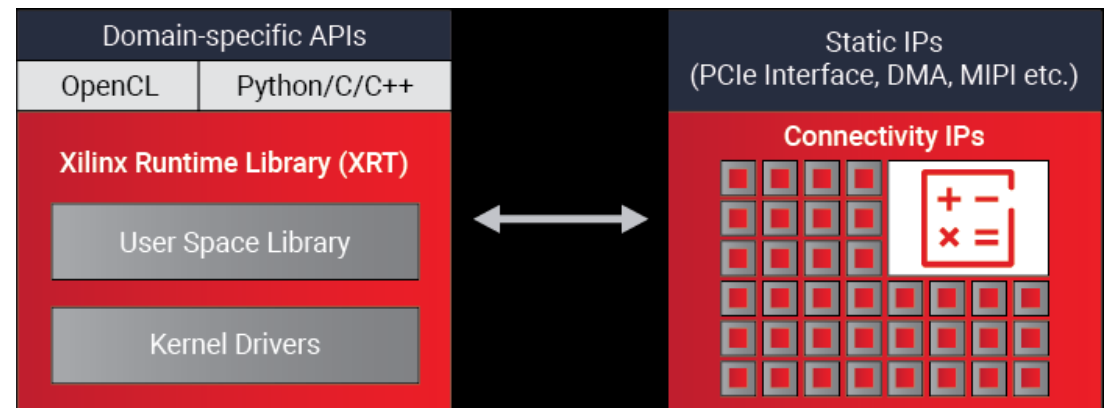 Domain-specific APIs
OpenCL
Python/C/C++
Xilinx Runtime Library (XRT)
User Space Library
Kernel Drivers
Static IPs
(PCIe Interface, DMA, MIPI etc.)
Connectivity IPs
+ −
× =